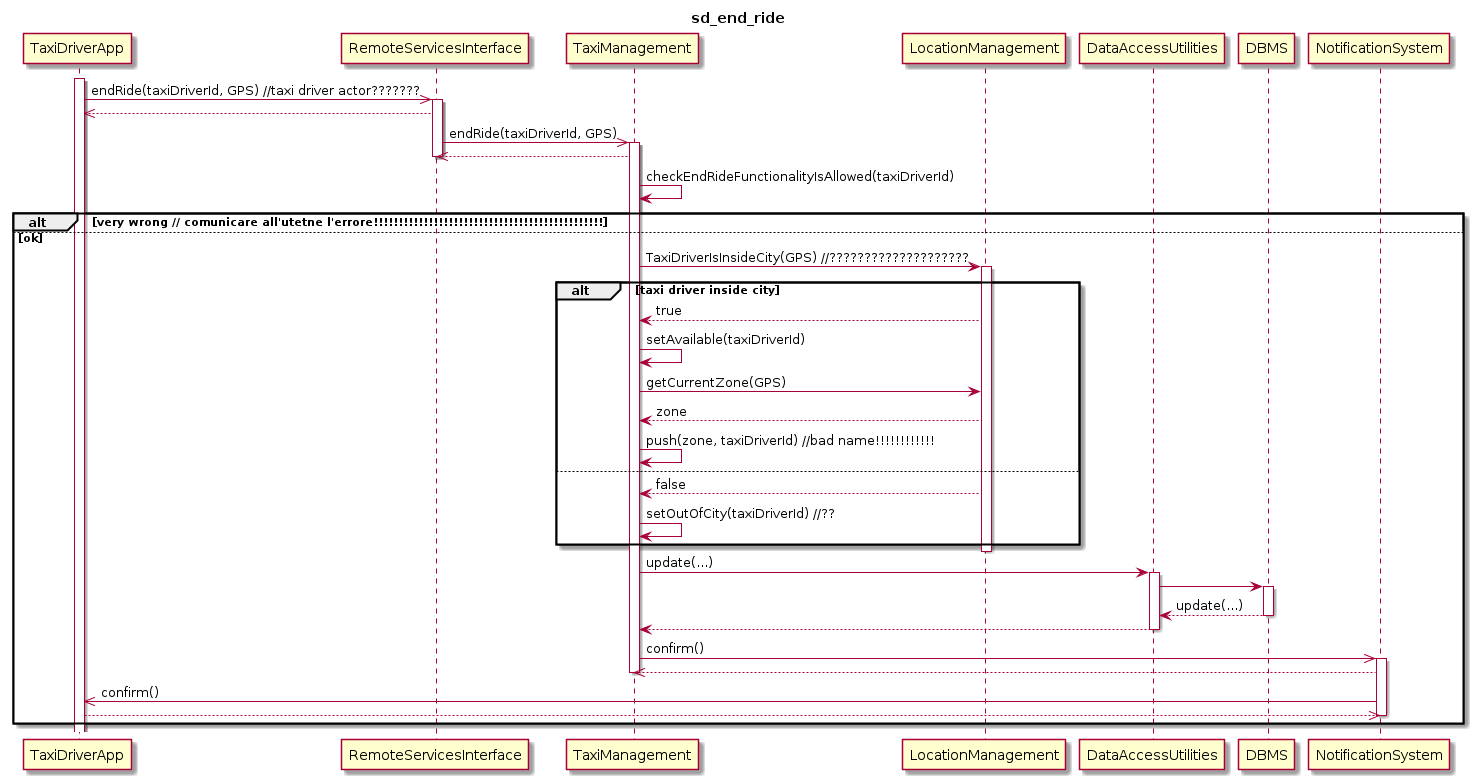 sd_end_ride
TaxiDriverApp
RemoteServicesInterface
TaxiManagement
LocationManagement
DataAccessUtilities
DBMS
NotificationSystem
endRide(taxiDriverId, GPS) //taxi driver actor???????
endRide(taxiDriverId, GPS)
checkEndRideFunctionalityIsAllowed(taxiDriverId)
alt
[very wrong // comunicare all'utetne l'errore!!!!!!!!!!!!!!!!!!!!!!!!!!!!!!!!!!!!!!!!!!!!!!]
[ok]
TaxiDriverIsInsideCity(GPS) //????????????????????
alt
[taxi driver inside city]
true
setAvailable(taxiDriverId)
getCurrentZone(GPS)
zone
push(zone, taxiDriverId) //bad name!!!!!!!!!!!!
false
setOutOfCity(taxiDriverId) //??
update(...)
update(...)
confirm()
confirm()
TaxiDriverApp
RemoteServicesInterface
TaxiManagement
LocationManagement
DataAccessUtilities
DBMS
NotificationSystem